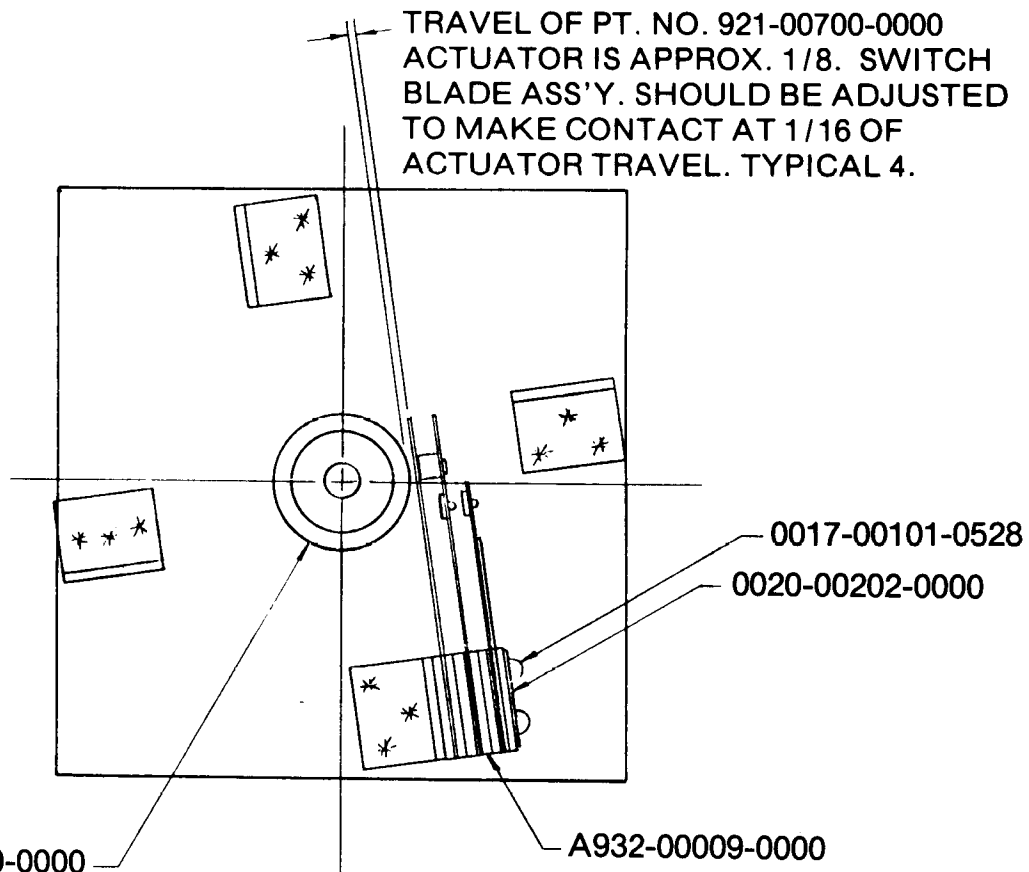 TRAVEL OF PT. NO. 921-00700-0000
ACTUATOR IS APPROX. 1/8. SWITCH
BLADE ASS'Y. SHOULD BE ADJUSTED
TO MAKE CONTACT AT 1/16 OF
ACTUATOR TRAVEL. TYPICAL 4.
0017-00101-0528
0020-00202-0000
A932-00009-0000
-0000